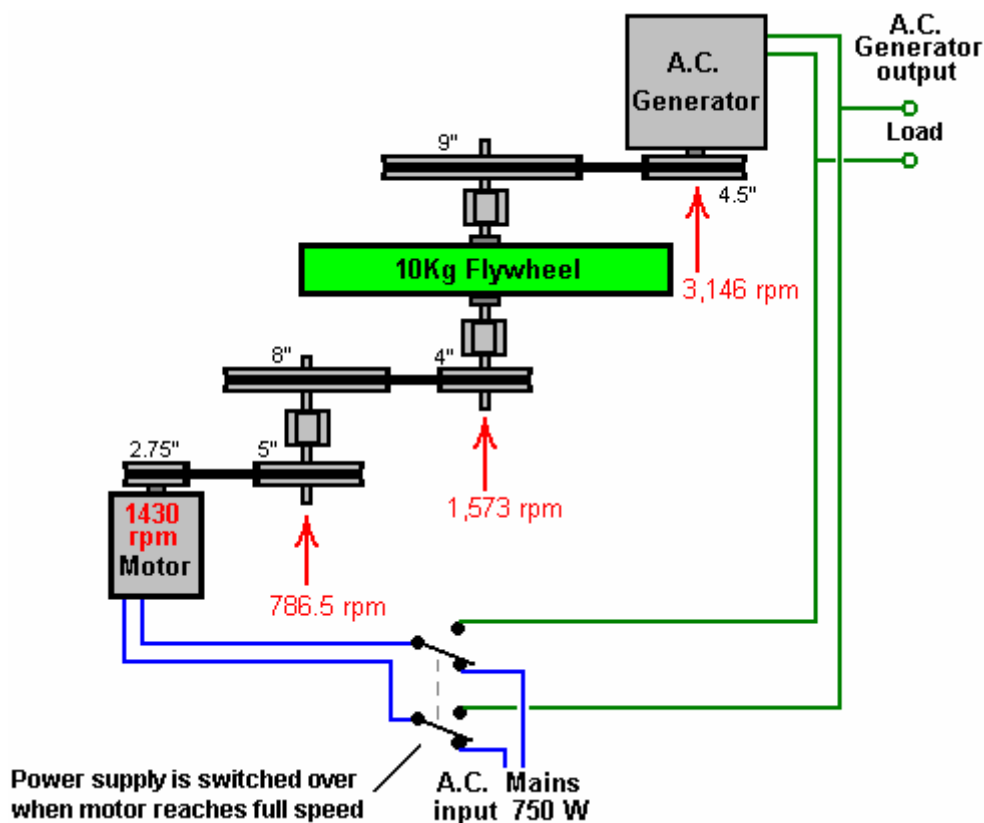 A.C.
Generator
output
Load
A.C.
Generator
9"
4.5"
3,146 rpm
10Kg Flywheel
8"
4"
1,573 rpm
2.75"
5"
1430
rpm
Motor
786.5 rpm
Power supply is switched over
when motor reaches full speed
A.C. Mains
input 750 W